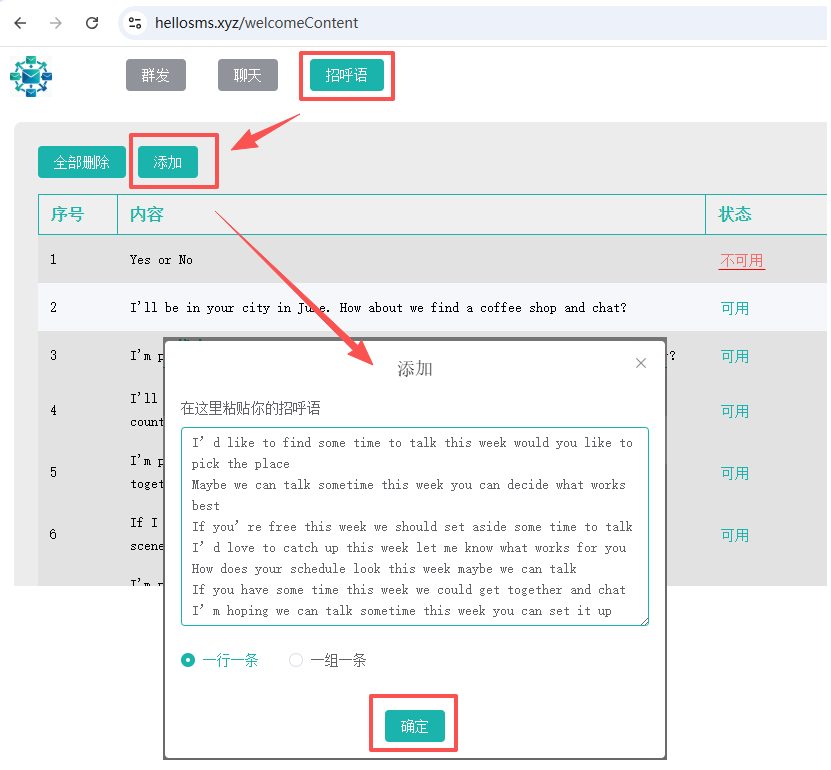 hellosms.xyz/welcomeContent
群发
聊天
招呼语
全部删除
添加
序号
内容
状态
1
Yes or No
不可用
2
I'll be in your city in June. How about we find a coffee shop and chat?
可用
3
I'm p
?
可用
4
I'll
count
可用
5
I'm p
toget
可用
6
If I
scene
可用
添加
在这里粘贴你的招呼语
I’d like to find some time to talk this week would you like to
pick the place
Maybe we can talk sometime this week you can decide what works
best
If you’re free this week we should set aside some time to talk
I’d love to catch up this week let me know what works for you
How does your schedule look this week maybe we can talk
If you have some time this week we could get together and chat
I’m hoping we can talk sometime this week you can set it up
一行一条
一组一条
确定